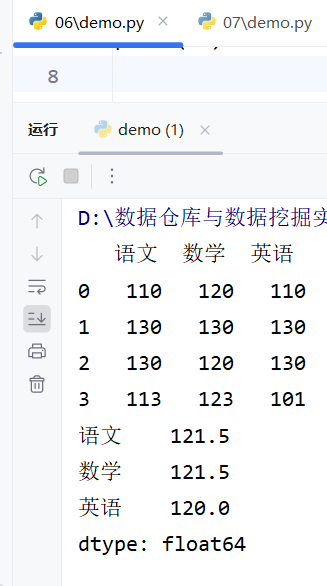 06\demo.py 07\demo.py
8
运行 demo (1)
D:\数据仓库与数据挖掘实
语文 数学 英语
0 110 120 110
1 130 130 130
2 130 120 130
3 113 123 101
语文 121.5
数学 121.5
英语 120.0
dtype: float64